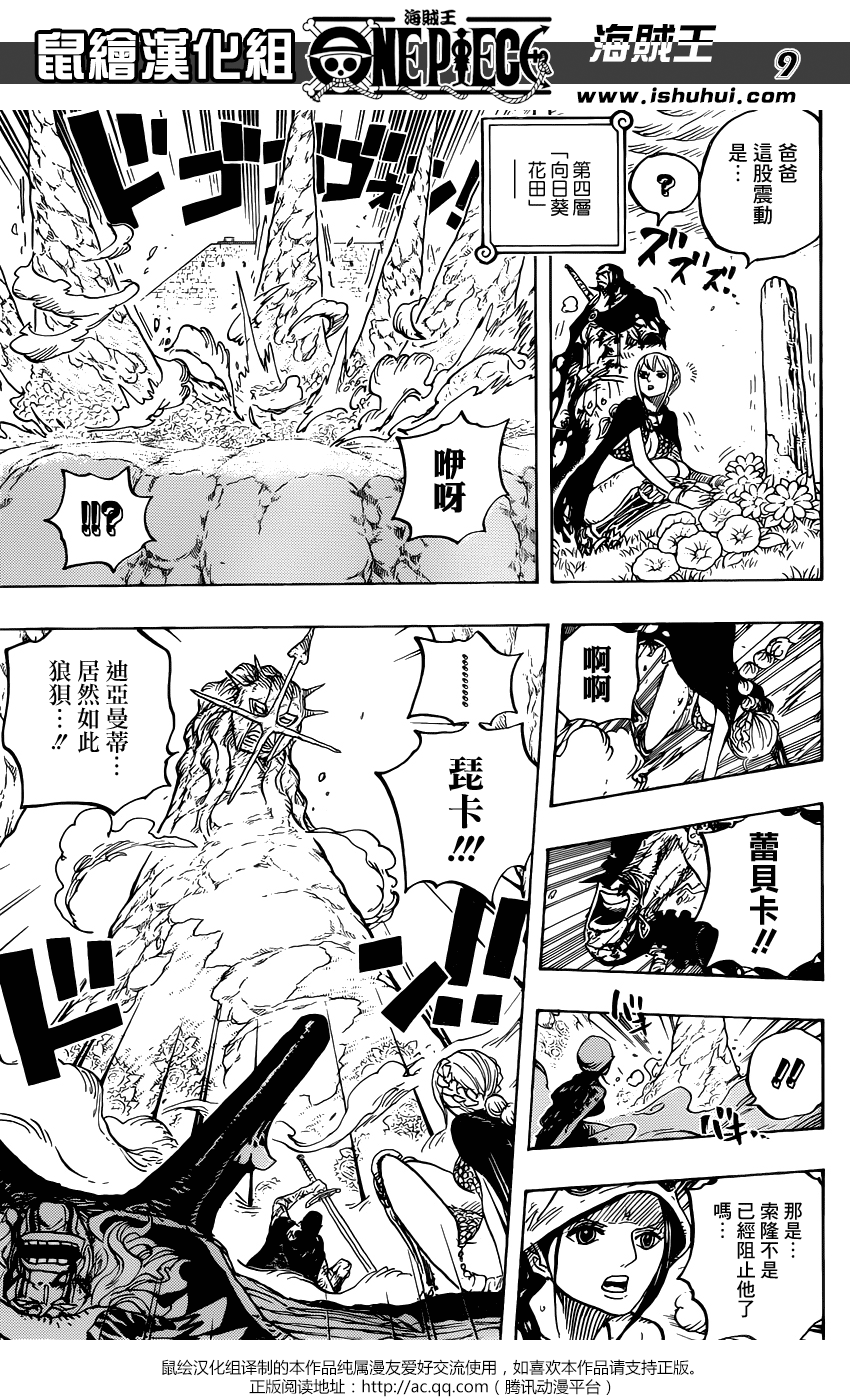 鼠繪漢化組
海賊王
ONE PIECE
海賊王
9
www.ishuhui.com
爸爸
這股震動
是…
?
第四層
「向日葵
花田」
——
ズズズ…
ドゴゴゴゴォン!
咿呀
!!?
啊啊
蕾貝卡!!
!!
那是…
索隆不是
已經阻止他了
嗎…
…………
琵卡!!!
迪亞曼蒂…
居然如此
狼狽…!!
ドドン!!
鼠绘汉化组译制的本作品纯属漫友爱好交流使用，如喜欢本作品请支持正版。
正版阅读地址：http://ac.qq.com（腾讯动漫平台）